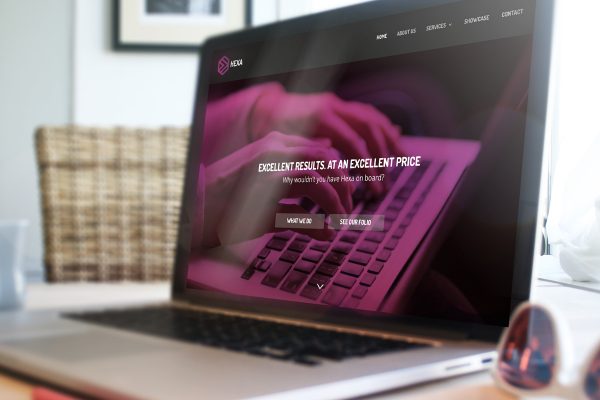 HEXA
HOME ABOUT US SERVICES SHOWCASE CONTACT
EXCELLENT RESULTS. AT AN EXCELLENT PRICE
Why wouldn't you have Hexa on board?
WHAT WE DO SEE OUR FOLIO